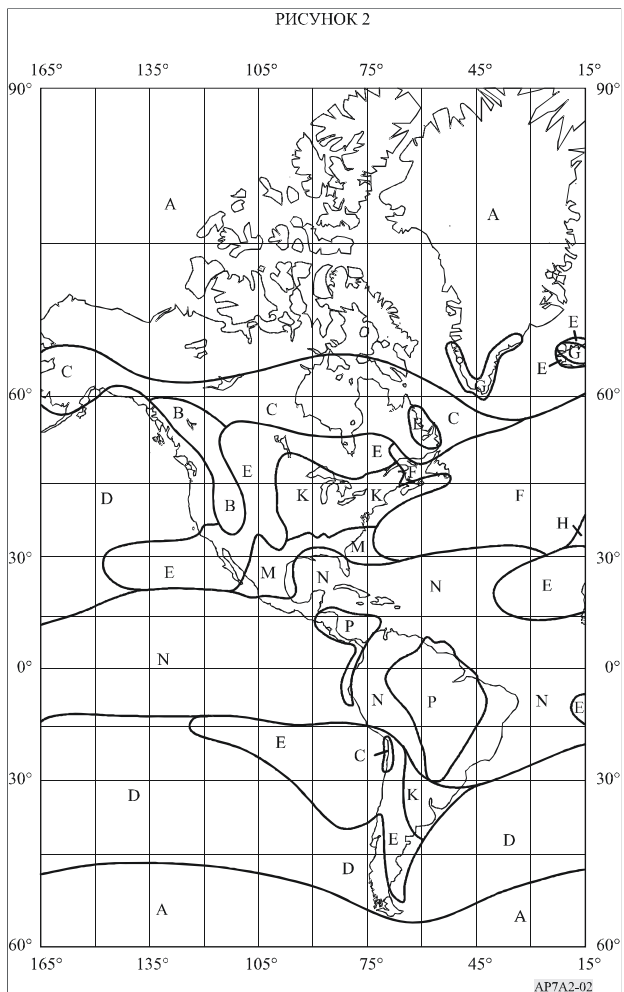 РИСУНОК 2
165° 135° 105° 75° 45° 15°
90° 90°
A A
E
G
E
C
60° G 60°
B C E C
E E F
D B K K F
H
30° M 30°
E M N N E
P
0° N 0°
N P N E
E
C
30° D K 30°
E D
D
A A
60° 60°
165° 135° 105° 75° 45° 15°
AP7A2-02